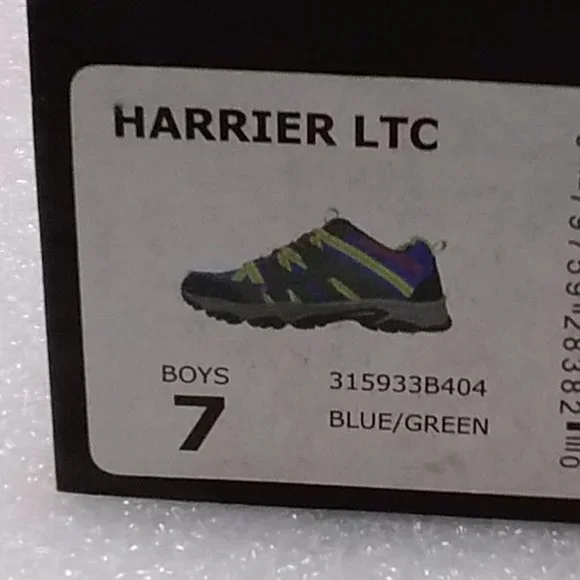 HARRIER LTC
BOYS
7
315933B404
BLUE/GREEN